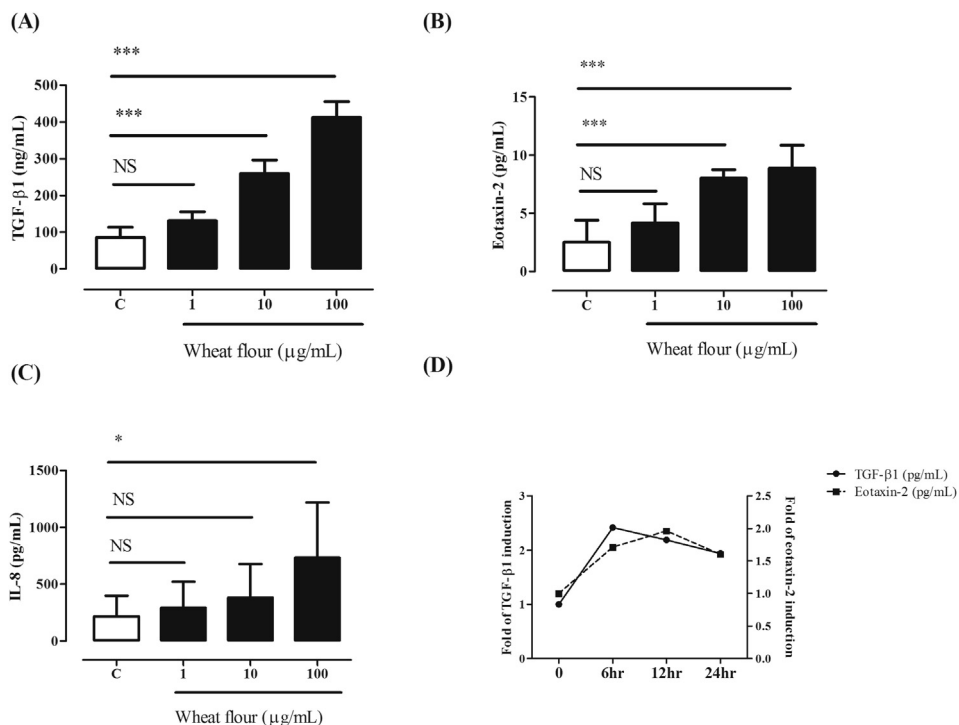 (A)
***
***
NS
TGF-β1 (ng/mL)
500
400
300
200
100
0
C 1 10 100
Wheat flour (μg/mL)
(B)
***
***
NS
Eotaxin-2 (pg/mL)
15
10
5
0
C 1 10 100
Wheat flour (μg/mL)
(C)
*
NS
NS
IL-8 (pg/mL)
1500
1000
500
0
C 1 10 100
Wheat flour (μg/mL)
(D)
TGF-β1 (pg/mL)
Eotaxin-2 (pg/mL)
Fold of TGF-β1 induction
3
2
1
0
2.5
2.0
1.5
1.0
0.5
0.0
Fold of eotaxin-2
induction
0 6hr 12hr 24hr